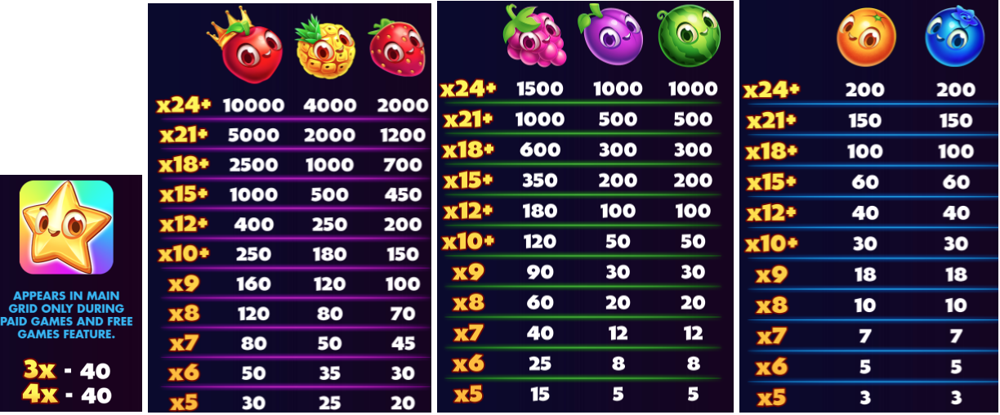 APPEARS IN MAIN
GRID ONLY DURING
PAID GAMES AND FREE
GAMES FEATURE.
3x - 40
4x - 40
x24+ 10000 4000 2000
x21+ 5000 2000 1200
x18+ 2500 1000 700
x15+ 1000 500 450
x12+ 400 250 200
x10+ 250 180 150
x9 160 120 100
x8 120 80 70
x7 80 50 45
x6 50 35 30
x5 30 25 20
x24+ 1500 1000 1000
x21+ 1000 500 500
x18+ 600 300 300
x15+ 350 200 200
x12+ 180 100 100
x10+ 120 50 50
x9 90 30 30
x8 60 20 20
x7 40 12 12
x6 25 8 8
x5 15 5 5
x24+ 200 200
x21+ 150 150
x18+ 100 100
x15+ 60 60
x12+ 40 40
x10+ 30 30
x9 18 18
x8 10 10
x7 7 7
x6 5 5
x5 3 3